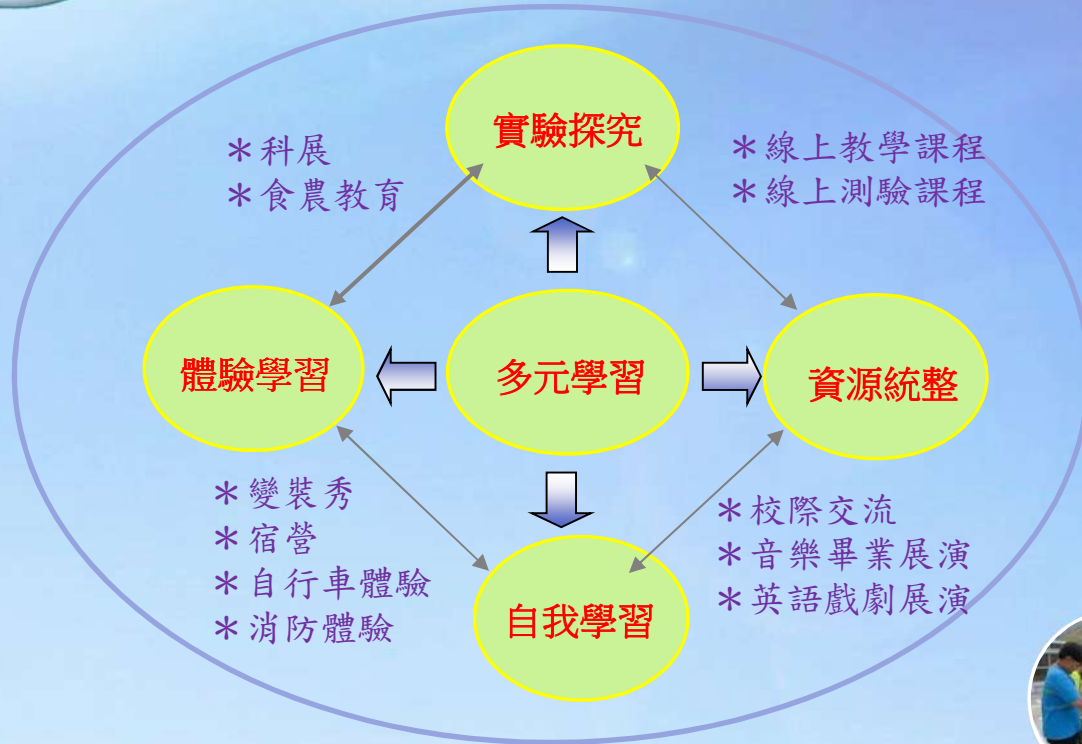 實驗探究
＊科展
＊食農教育
＊線上教學課程
＊線上測驗課程
體驗學習
多元學習
資源統整
＊變裝秀
＊宿營
＊自行車體驗
＊消防體驗
＊校際交流
＊音樂畢業展演
＊英語戲劇展演
自我學習